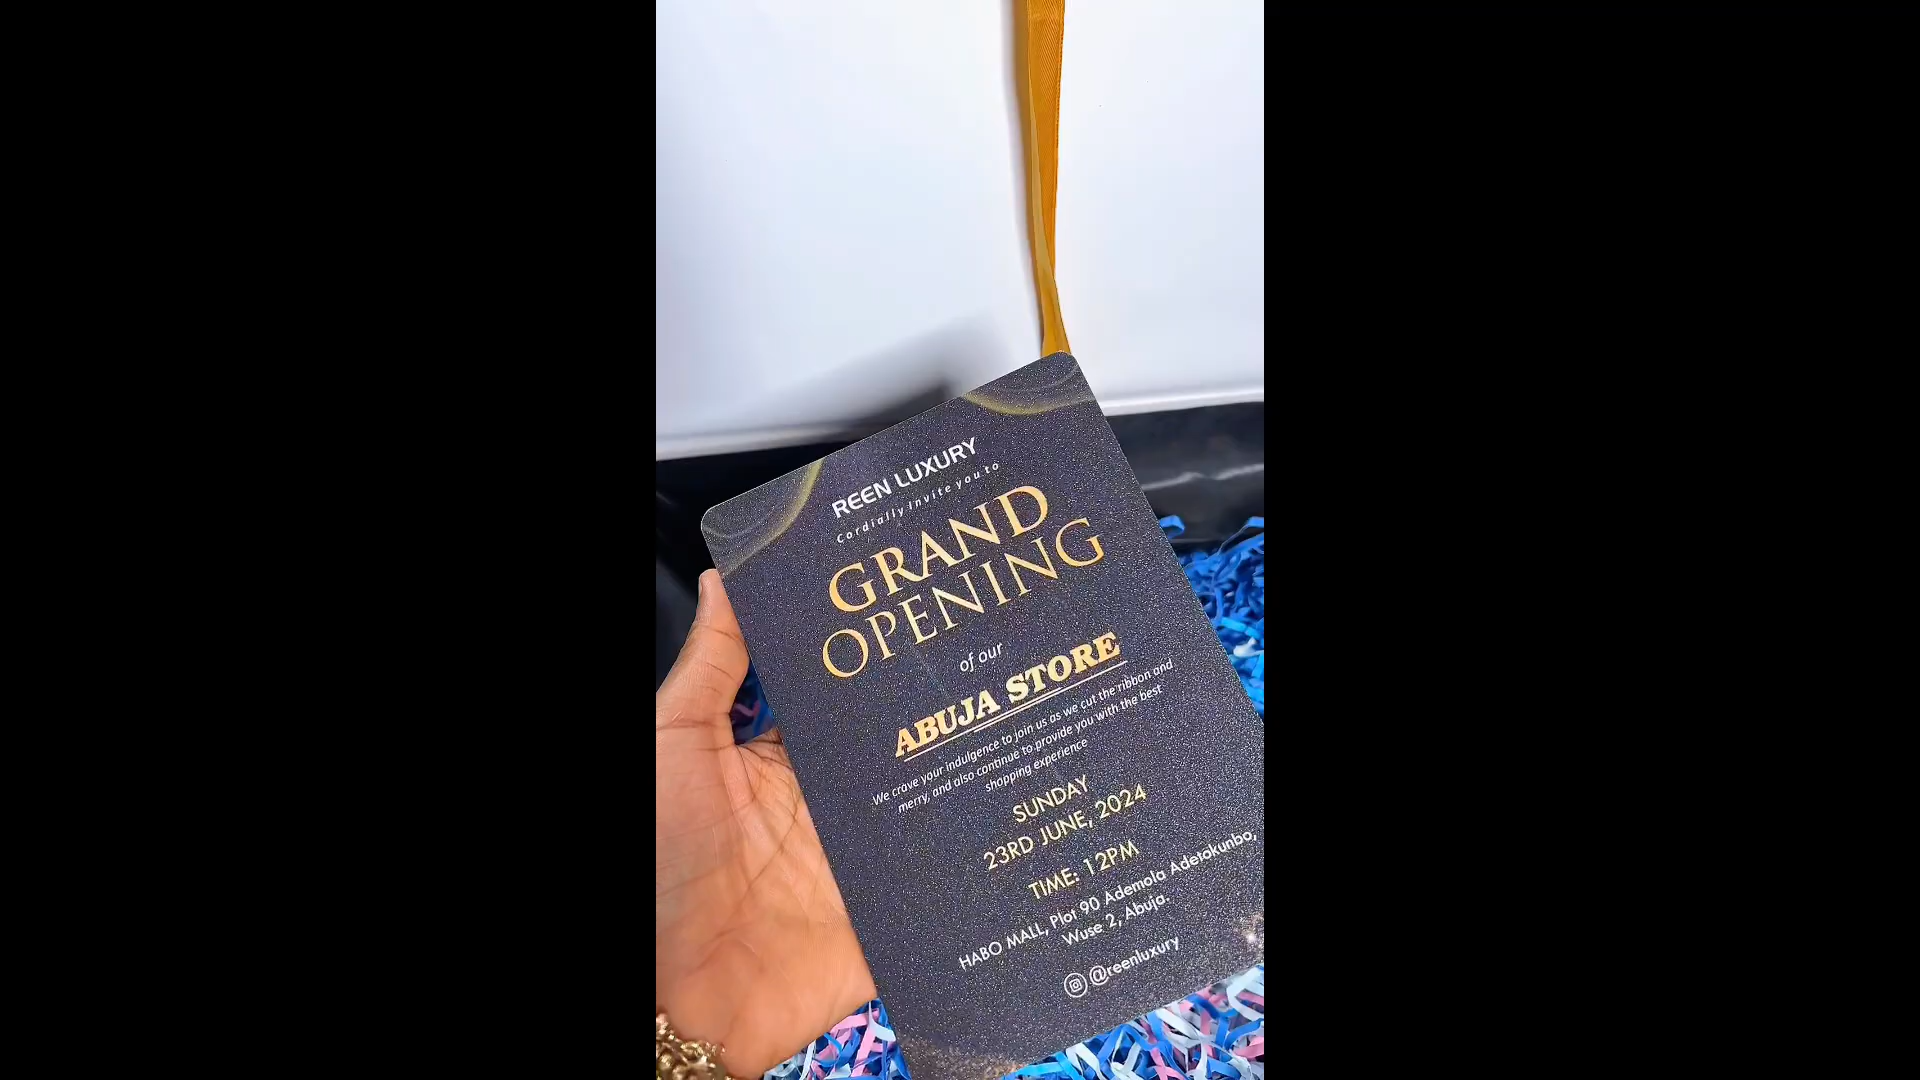 REEN LUXURY
Cordially Invite you to
GRAND
OPENING
of our
ABUJA STORE
We crave your indulgence to join us as we cut the ribbon and
merry, and also continue to provide you with the best
shopping experience
SUNDAY
23RD JUNE, 2024
TIME: 12PM
HABO MALL, Plot 90 Ademola Adetokunbo,
Wuse 2, Abuja.
@reenluxury